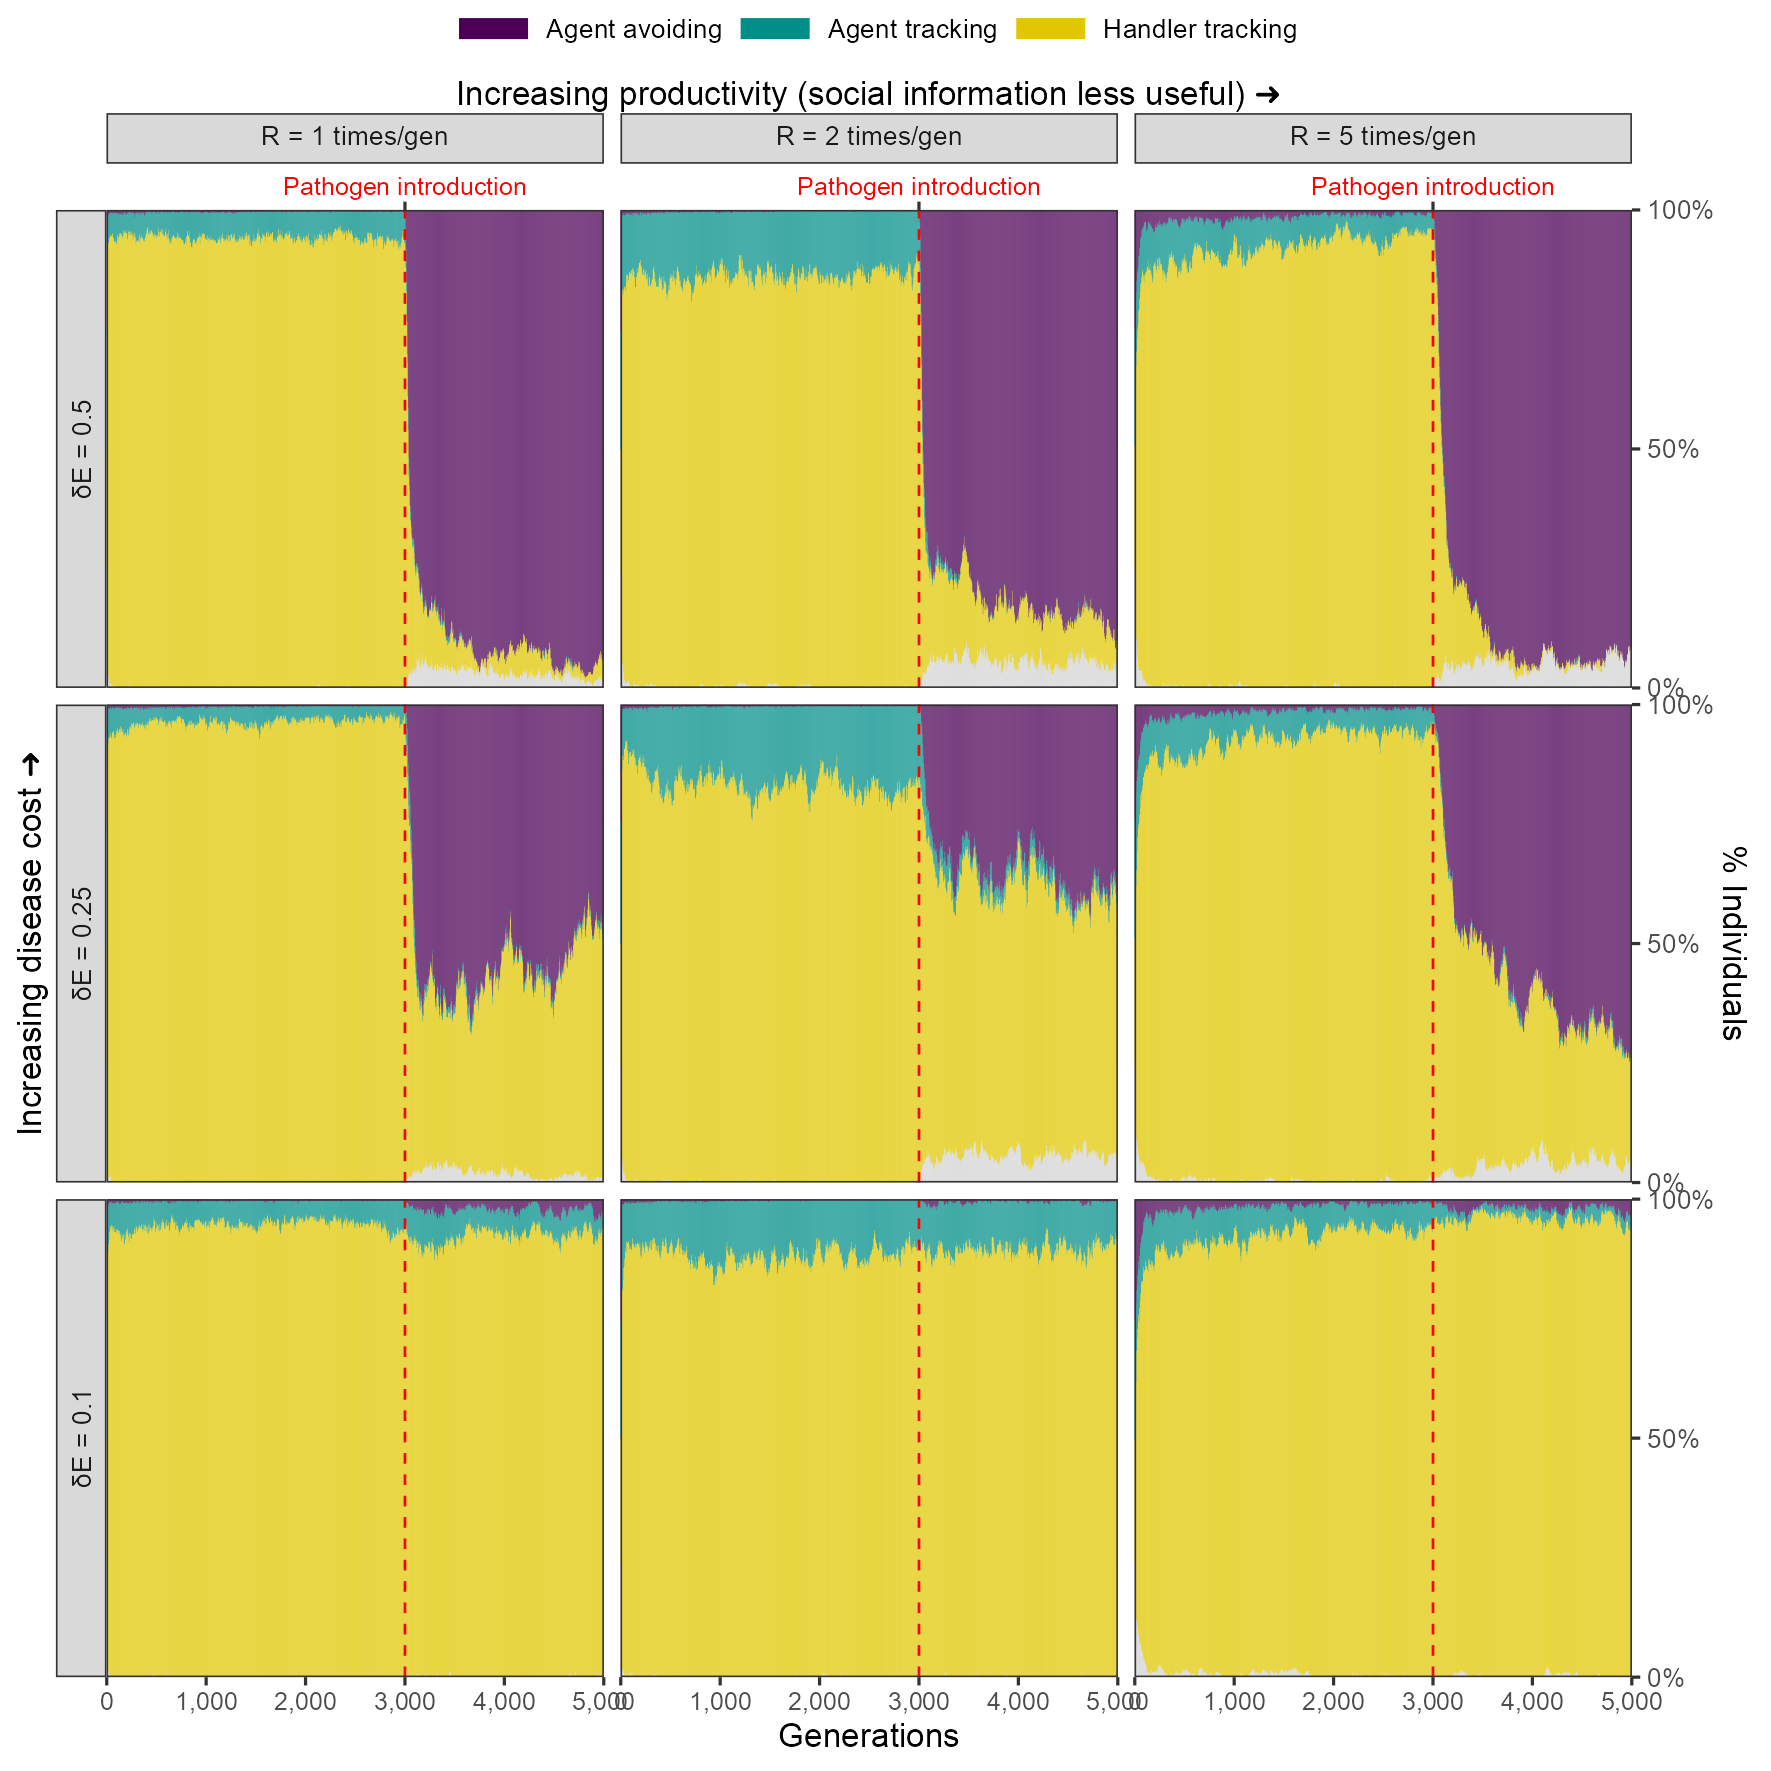 Agent avoiding Agent tracking Handler tracking
Increasing productivity (social information less useful) ➜
R = 1 times/gen R = 2 times/gen R = 5 times/gen
Pathogen introduction Pathogen introduction Pathogen introduction
Increasing disease cost ➜
δE = 0.5
100%
50%
0%
δE = 0.25
100%
50%
0%
δE = 0.1
100%
50%
0%
% Individuals
0 1,000 2,000 3,000 4,000 5,000 0 1,000 2,000 3,000 4,000 5,000 0 1,000 2,000 3,000 4,000 5,000
Generations